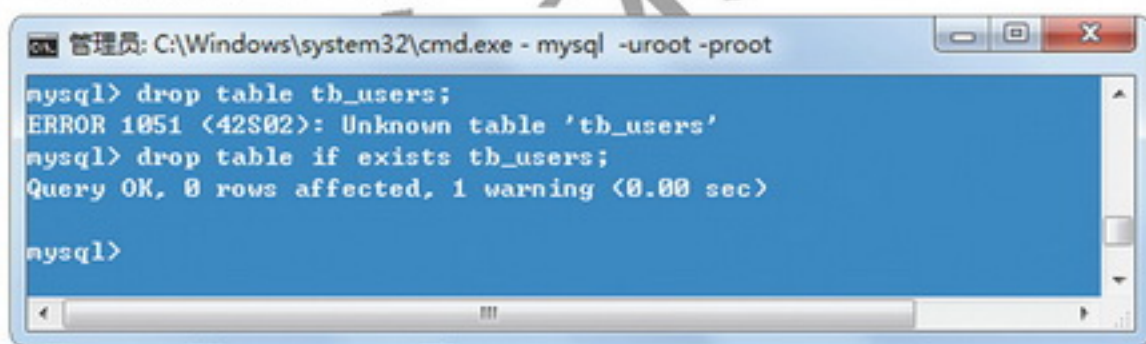 管理员: C:\Windows\system32\cmd.exe - mysql -uroot -proot
mysql> drop table tb_users;
ERROR 1051 (42S02): Unknown table 'tb_users'
mysql> drop table if exists tb_users;
Query OK, 0 rows affected, 1 warning (0.00 sec)
mysql>